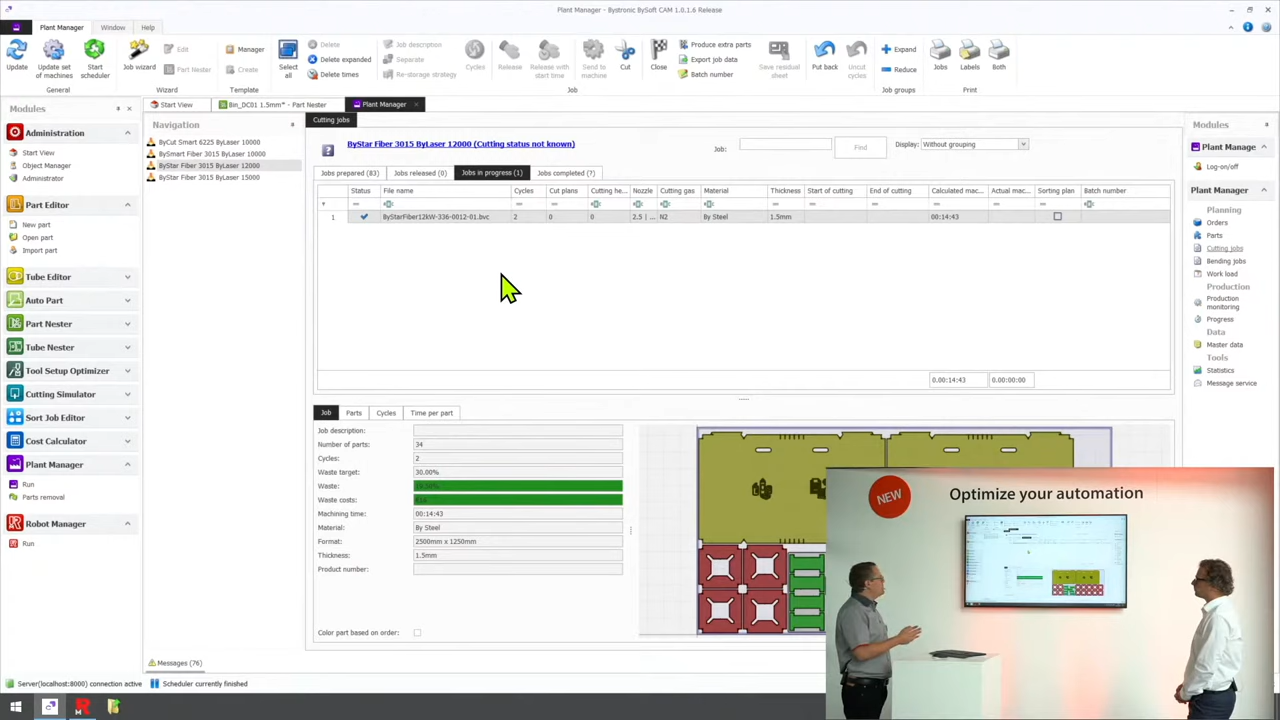 Plant Manager - Bystronic BySoft CAM 1.0.1.6 Release
Plant Manager Window Help
Update
Update set of machines
Start scheduler
General
Job wizard
Edit
Part Nester
Wizard
Manager
Create
Template
Select all
Delete
Delete expanded
Delete times
Job description
Separate
Re-storage strategy
Cycles
Release
Release with start time
Send to machine
Cut
Job
Close
Produce extra parts
Export job data
Batch number
Save residual sheet
Put back
Uncut cycles
Expand
Reduce
Job groups
Jobs
Labels
Both
Print
Modules
Administration
Start View
Object Manager
Administrator
Part Editor
New part
Open part
Import part
Tube Editor
Auto Part
Part Nester
Tube Nester
Tool Setup Optimizer
Cutting Simulator
Sort Job Editor
Cost Calculator
Plant Manager
Run
Parts removal
Robot Manager
Run
Start View
Bin_DC01 1.5mm* - Part Nester
Plant Manager
Navigation
ByCut Smart 6225 ByLaser 10000
BySmart Fiber 3015 ByLaser 10000
ByStar Fiber 3015 ByLaser 12000
ByStar Fiber 3015 ByLaser 15000
Cutting jobs
ByStar Fiber 3015 ByLaser 12000 (Cutting status not known)
Job:
Find
Display: Without grouping
Jobs prepared (83) Jobs released (0) Jobs in progress (1) Jobs completed (7)
Status File name Cycles Cut plans Cutting he... Nozzle Cutting gas Material Thickness Start of cutting End of cutting Calculated mac... Actual mac... Sorting plan Batch number
1 ByStarFiber12kW-336-0012-01.bvc 2 0 0 2,5 | ... N2 By Steel 1.5mm 00:14:43
0.00:14:43 0.00:00:00
Job Parts Cycles Time per part
Job description:
Number of parts: 34
Cycles: 2
Waste target: 30.00%
Waste:
Waste costs:
Machining time: 00:14:43
Material: By Steel
Format: 2500mm x 1250mm
Thickness: 1.5mm
Product number:
Color part based on order:
Messages (76)
Modules
Plant Manage
Log-on/off
Plant Manager
Planning
Orders
Parts
Cutting jobs
Bending jobs
Work load
Production
Production monitoring
Progress
Data
Master data
Tools
Statistics
Message service
NEW
Optimize your automation
Server(localhost:8000) connection active
Scheduler currently finished